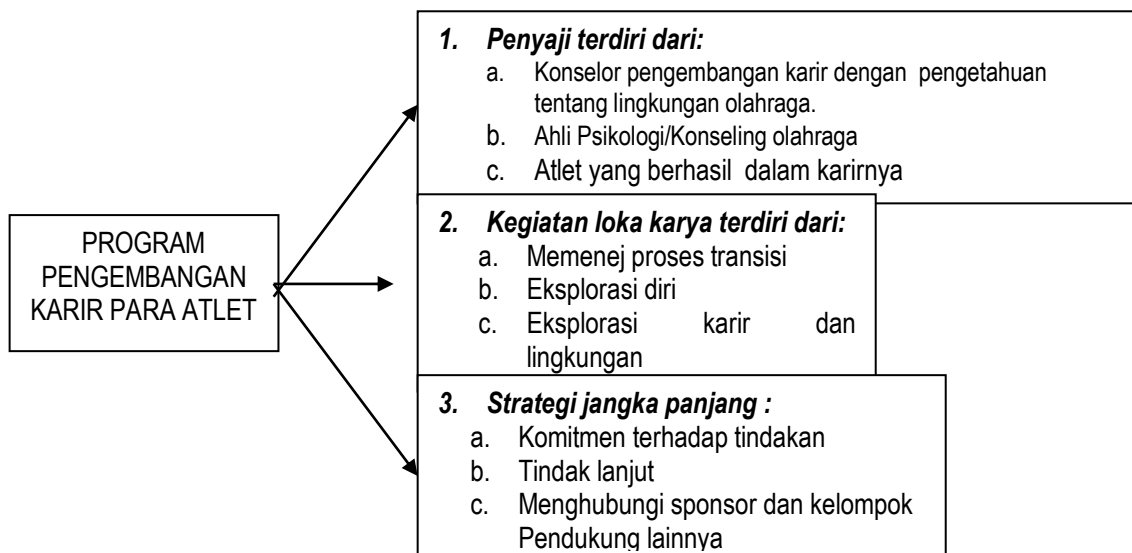 PROGRAM
PENGEMBANGAN
KARIR PARA ATLET
1. Penyaji terdiri dari:
a. Konselor pengembangan karir dengan pengetahuan
tentang lingkungan olahraga.
b. Ahli Psikologi/Konseling olahraga
c. Atlet yang berhasil dalam karirnya
2. Kegiatan loka karya terdiri dari:
a. Memenej proses transisi
b. Eksplorasi diri
c. Eksplorasi karir dan
lingkungan
3. Strategi jangka panjang :
a. Komitmen terhadap tindakan
b. Tindak lanjut
c. Menghubungi sponsor dan kelompok
Pendukung lainnya